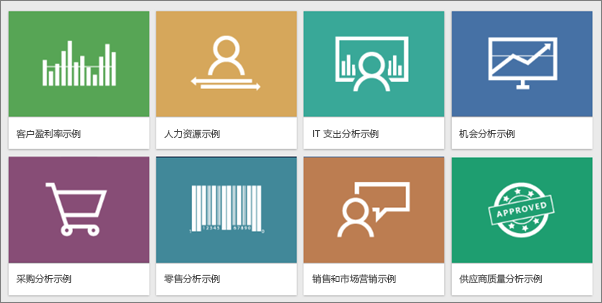 客户盈利率示例
人力资源示例
IT 支出分析示例
机会分析示例
12345 67890
APPROVED
采购分析示例
零售分析示例
销售和市场营销示例
供应商质量分析示例